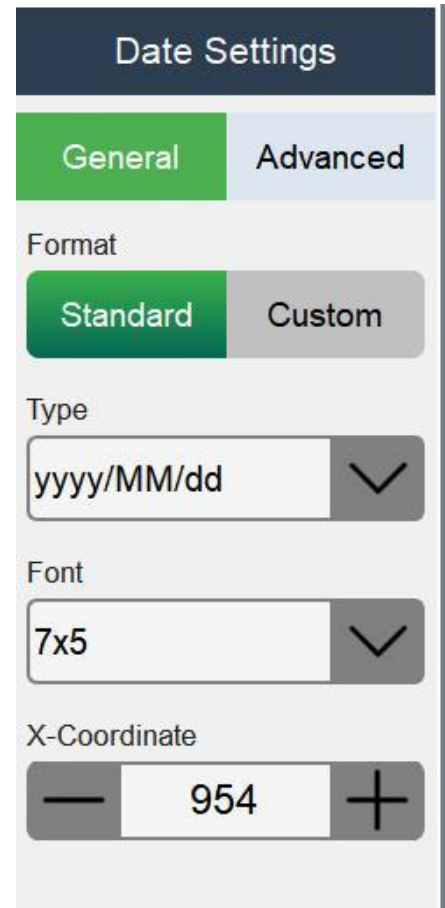 Date Settings
General Advanced
Format
Standard Custom
Type
yyyy/MM/dd
Font
7x5
X-Coordinate
954